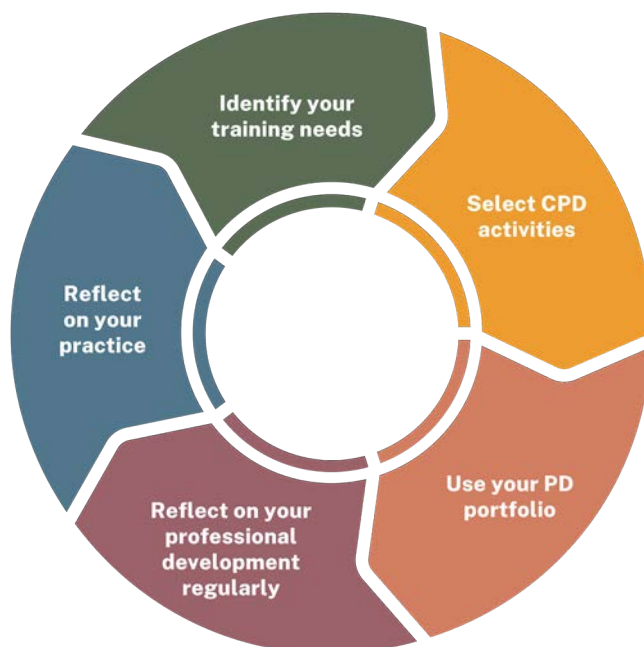 Identify your
training needs
Select CPD
activities
Use your PD
portfolio
Reflect on your
professional
development
regularly
Reflect
on your
practice